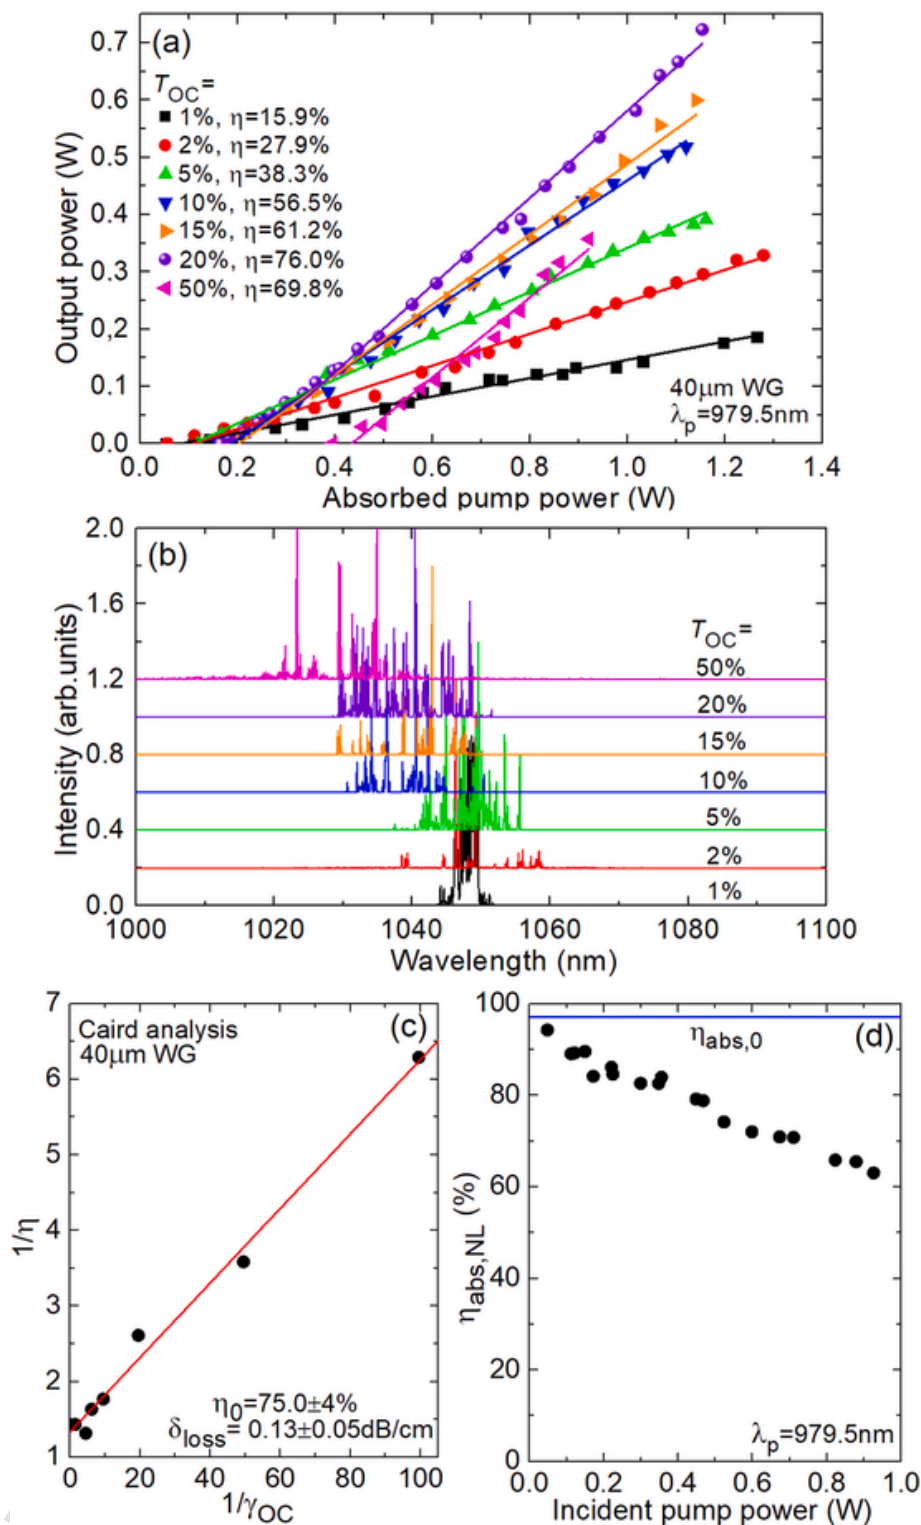 (a)
0.7
0.6
0.5
0.4
0.3
0.2
0.1
0.0
Output power (W)
T_OC=
1%, η=15.9%
2%, η=27.9%
5%, η=38.3%
10%, η=56.5%
15%, η=61.2%
20%, η=76.0%
50%, η=69.8%
40μm WG
λ_p=979.5nm
0.0 0.2 0.4 0.6 0.8 1.0 1.2 1.4
Absorbed pump power (W)
(b)
2.0
1.6
1.2
0.8
0.4
0.0
Intensity (arb.units)
T_OC=
50%
20%
15%
10%
5%
2%
1%
1000 1020 1040 1060 1080 1100
Wavelength (nm)
7
6
5
4
3
2
1
1/η
Caird analysis (c)
40μm WG
η_0=75.0±4%
δ_loss= 0.13±0.05dB/cm
0 20 40 60 80 100
1/γ_OC
100
80
60
40
20
0
η_abs,NL (%)
η_abs,0 (d)
λ_p=979.5nm
0.0 0.2 0.4 0.6 0.8 1.0
Incident pump power (W)